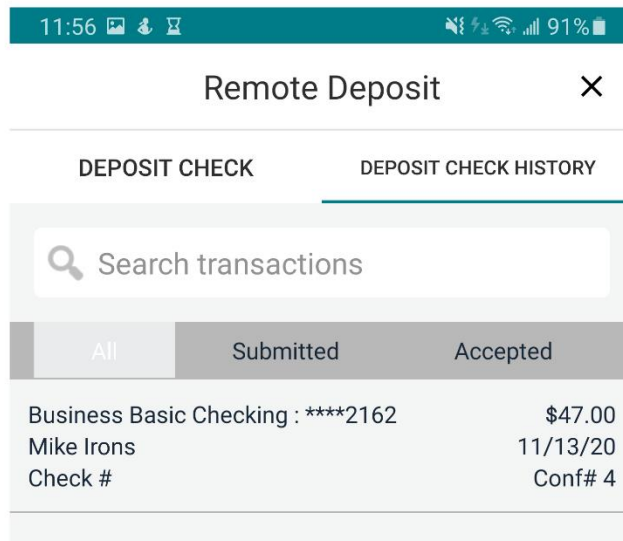 11:56 91%
Remote Deposit
DEPOSIT CHECK DEPOSIT CHECK HISTORY
Search transactions
All Submitted Accepted
Business Basic Checking : ****2162 $47.00
Mike Irons 11/13/20
Check # Conf# 4